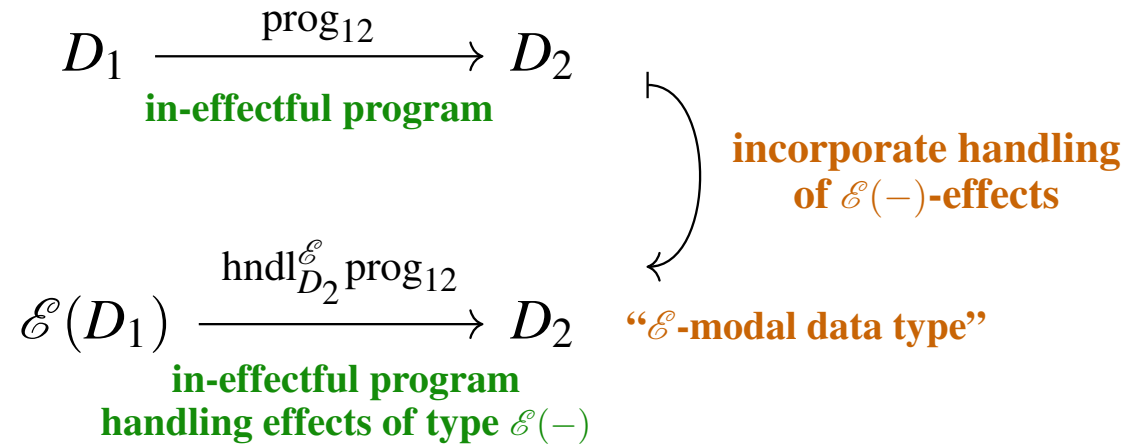 prog₁₂
D₁ ⟶ D₂
in-effectful program
incorporate handling
of ℰ(−)-effects
hndl^ℰ_{D₂} prog₁₂
ℰ(D₁) ⟶ D₂ “ℰ-modal data type”
in-effectful program
handling effects of type ℰ(−)